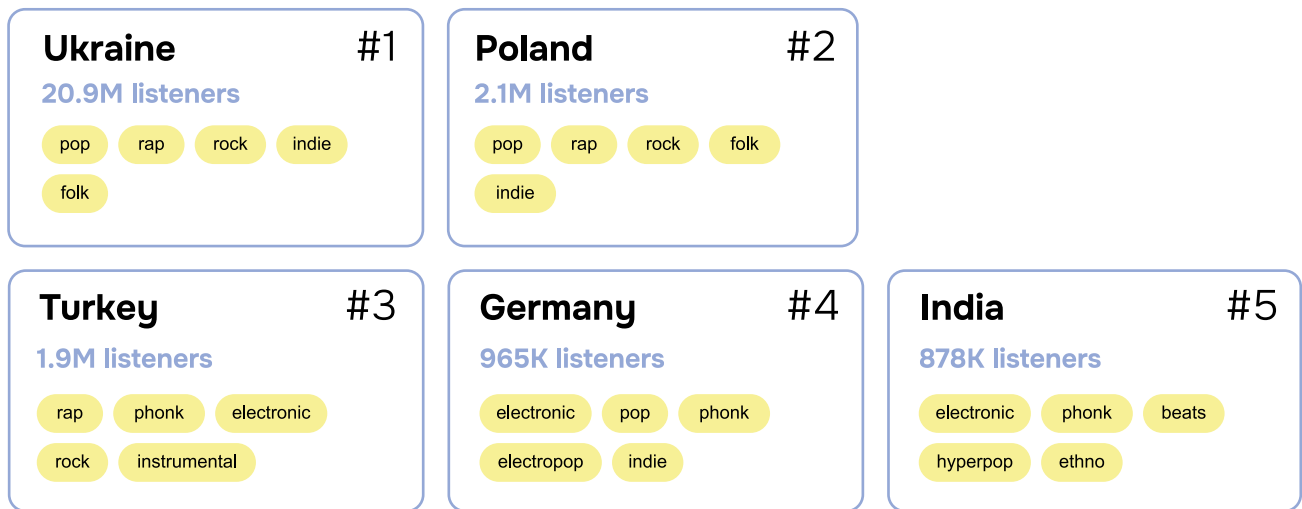 Ukraine #1
20.9M listeners
pop rap rock indie
folk
Poland #2
2.1M listeners
pop rap rock folk
indie
Turkey #3
1.9M listeners
rap phonk electronic
rock instrumental
Germany #4
965K listeners
electronic pop phonk
electropop indie
India #5
878K listeners
electronic phonk beats
hyperpop ethno